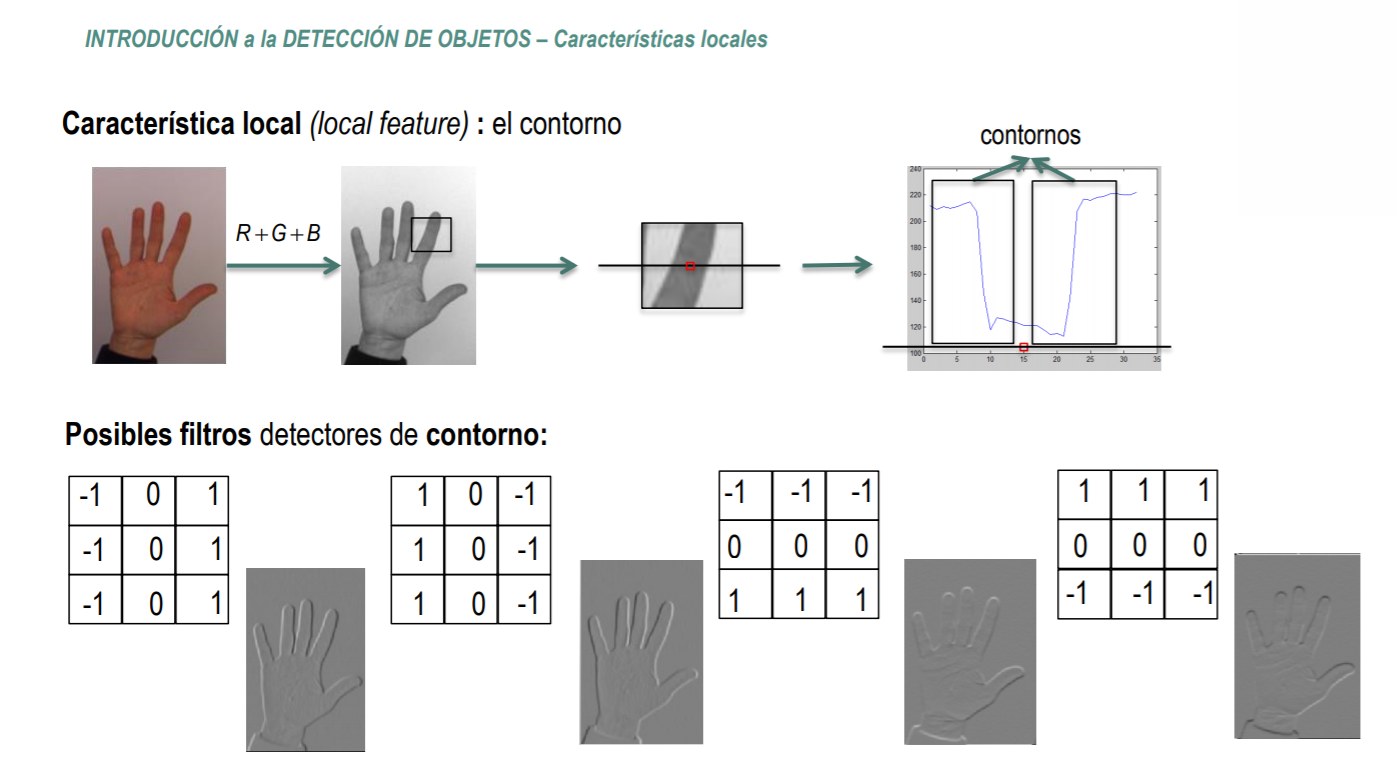 INTRODUCCIÓN a la DETECCIÓN DE OBJETOS – Características locales
Característica local (local feature) : el contorno
contornos
R+G+B
240
220
200
180
160
140
120
100
0 5 10 15 20 25 30 35
Posibles filtros detectores de contorno:
-1 0 1
-1 0 1
-1 0 1
1 0 -1
1 0 -1
1 0 -1
-1 -1 -1
0 0 0
1 1 1
1 1 1
0 0 0
-1 -1 -1